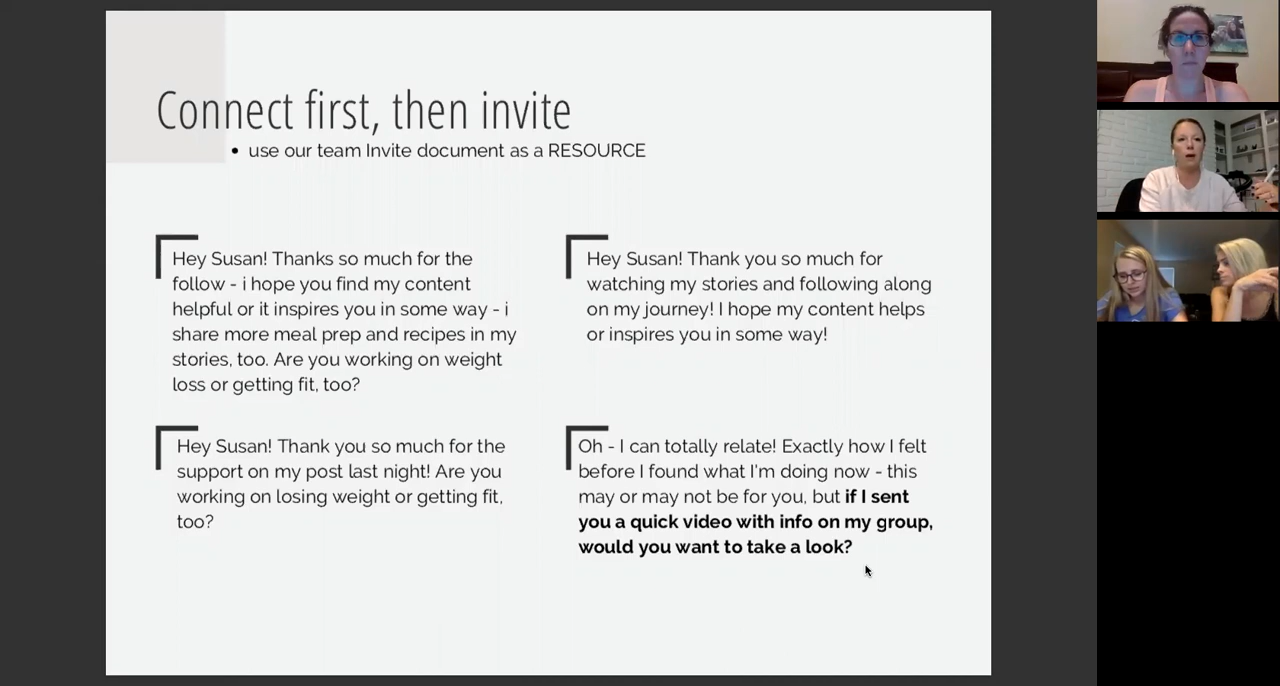 Connect first, then invite
• use our team Invite document as a RESOURCE
Hey Susan! Thanks so much for the
follow - i hope you find my content
helpful or it inspires you in some way - i
share more meal prep and recipes in my
stories, too. Are you working on weight
loss or getting fit, too?
Hey Susan! Thank you so much for
watching my stories and following along
on my journey! I hope my content helps
or inspires you in some way!
Hey Susan! Thank you so much for the
support on my post last night! Are you
working on losing weight or getting fit,
too?
Oh - I can totally relate! Exactly how I felt
before I found what I'm doing now - this
may or may not be for you, but if I sent
you a quick video with info on my group,
would you want to take a look?